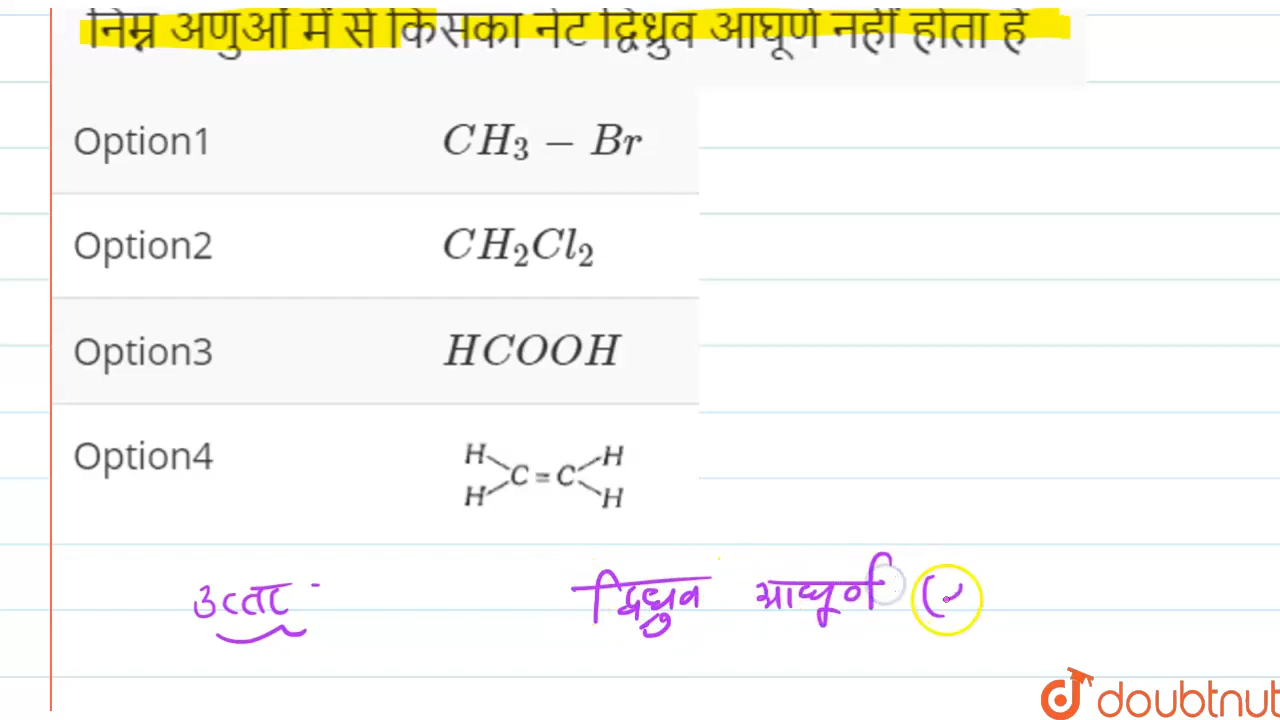 निम्न अणुओं में से किसका नेट द्विध्रुव आघूर्ण नहीं होता है
Option1 CH₃ − Br
Option2 CH₂Cl₂
Option3 HCOOH
Option4
H H
C = C
H H
उत्तर द्विध्रुव आघूर्ण (
doubtnut